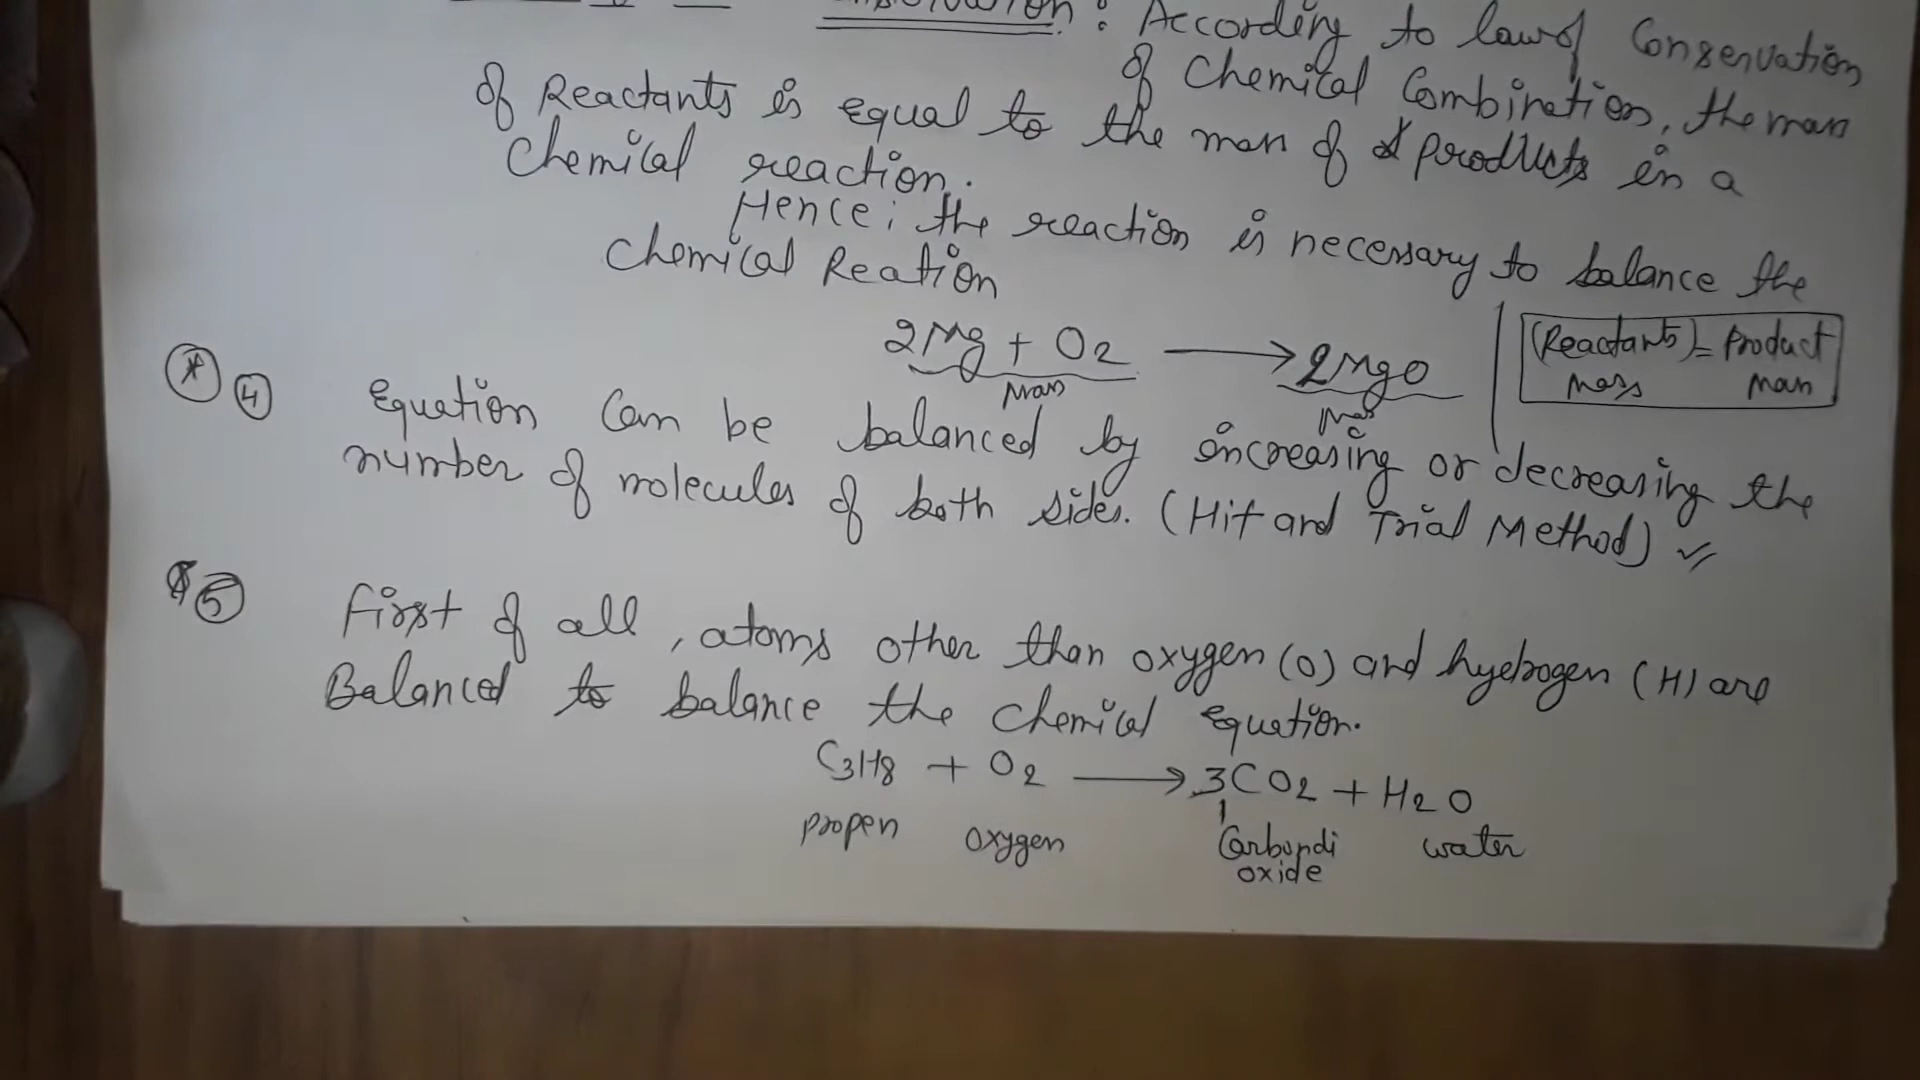 : According to law of Conservation
of Chemical Combination, the mass
of Reactants is equal to the mass of products in a
Chemical reaction.
Hence; the reaction is necessary to balance the
Chemical Reation
2Mg + O2 → 2MgO
Mass
Mass
(Reactants) = Product
Mass Mass
* 4 Equation Can be balanced by increasing or decreasing the
number of molecules of both sides. (Hit and Trial Method)
5 First of all, atoms other than oxygen (O) and hydrogen (H) are
Balanced to balance the chemical equation.
C3H8 + O2 → 3CO2 + H2O
propen oxygen Carbondi water
oxide